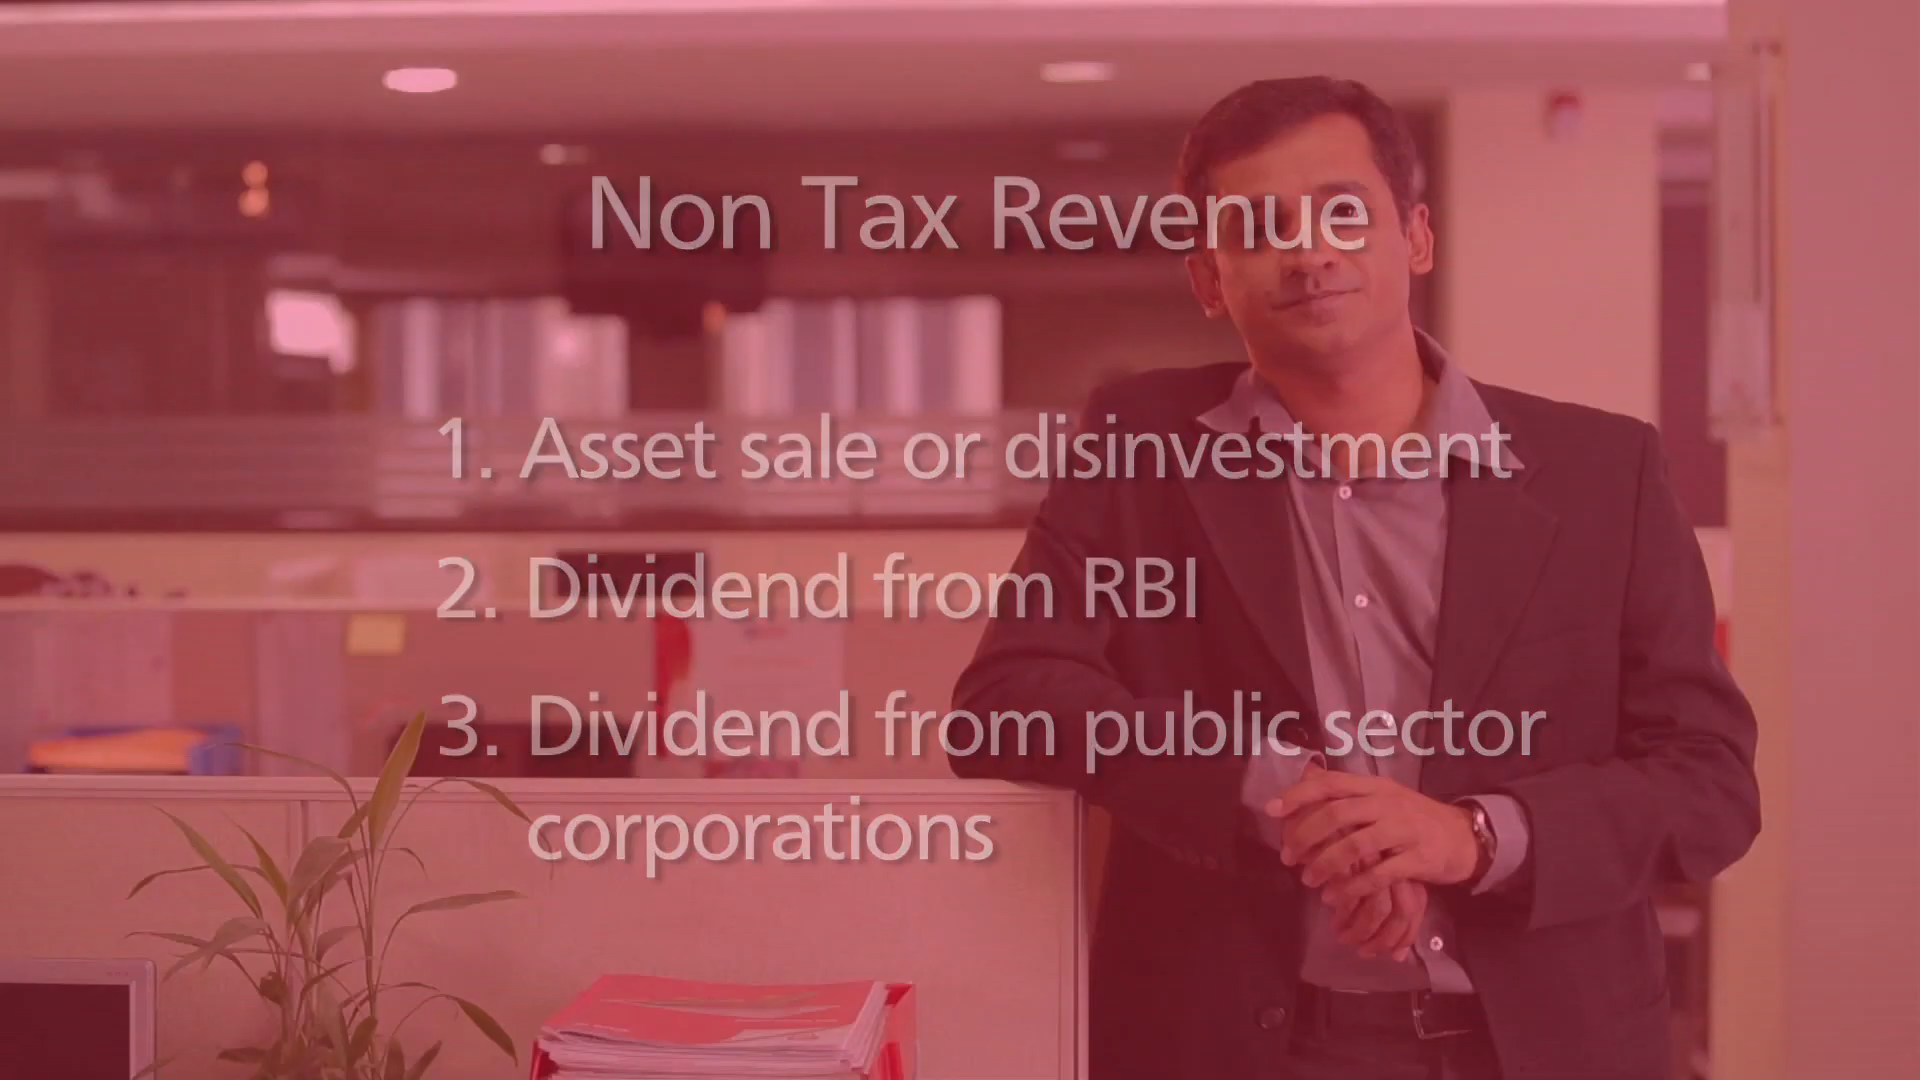 Non Tax Revenue
1. Asset sale or disinvestment
2. Dividend from RBI
3. Dividend from public sector
corporations